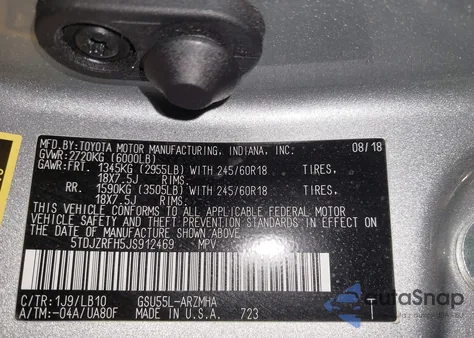 MFD BY:TOYOTA MOTOR MANUFACTURING, INDIANA, INC. 08/18
GVWR:2720KG (6000LB)
GAWR:FRT. 1345KG (2955LB) WITH 245/60R18 TIRES,
18X7.5J RIMS,
RR. 1590KG (3505LB) WITH 245/60R18 TIRES,
18X7.5J RIMS,
THIS VEHICLE CONFORMS TO ALL APPLICABLE FEDERAL MOTOR
VEHICLE SAFETY AND THEFT PREVENTION STANDARDS IN EFFECT ON
THE DATE OF MANUFACTURE SHOWN ABOVE.
5TDJZRFH5JS912469 MPV
C/TR:1J9/LB10 GSU55L-ARZMHA
A/TM:-04A/UA80F MADE IN U.S.A. 723
AutoSnap